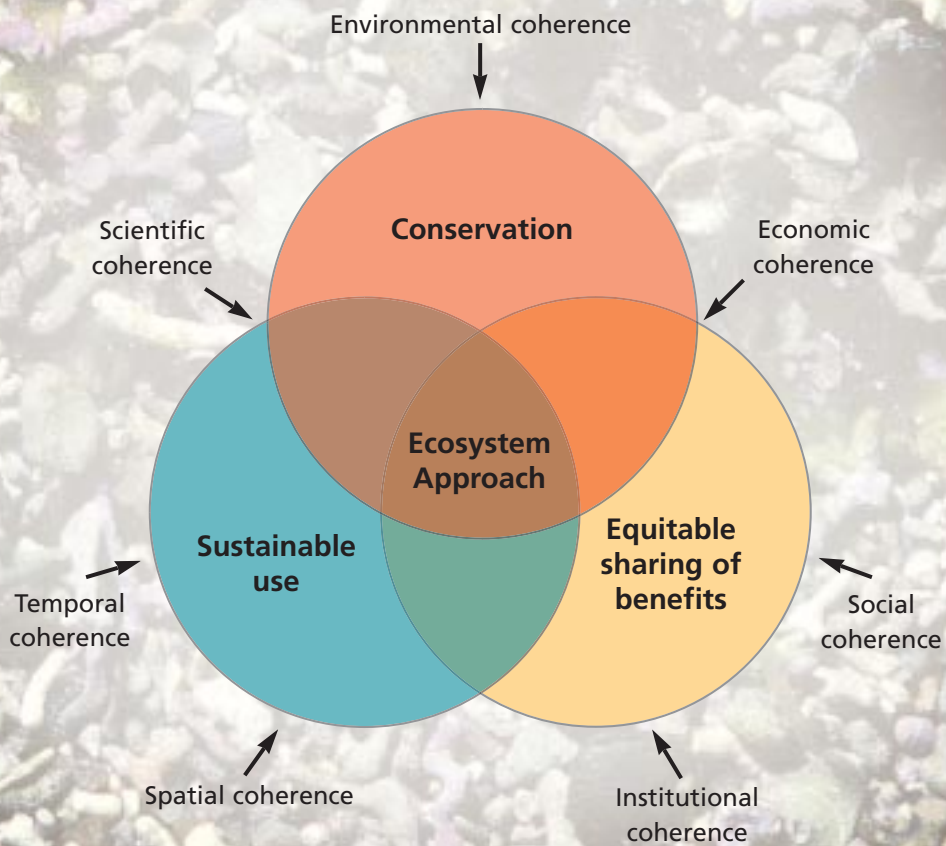 Environmental coherence
Scientific
coherence
Conservation
Economic
coherence
Ecosystem
Approach
Sustainable
use
Equitable
sharing of
benefits
Temporal
coherence
Social
coherence
Spatial coherence
Institutional
coherence